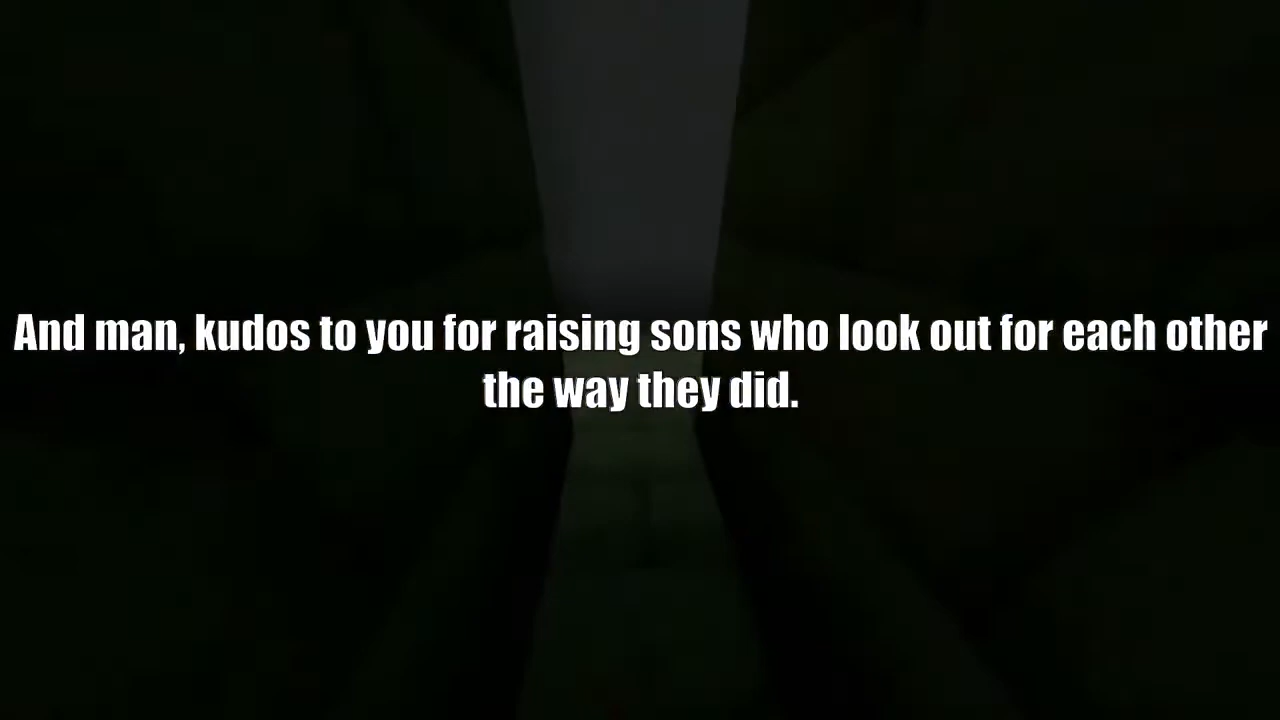 And man, kudos to you for raising sons who look out for each other
the way they did.